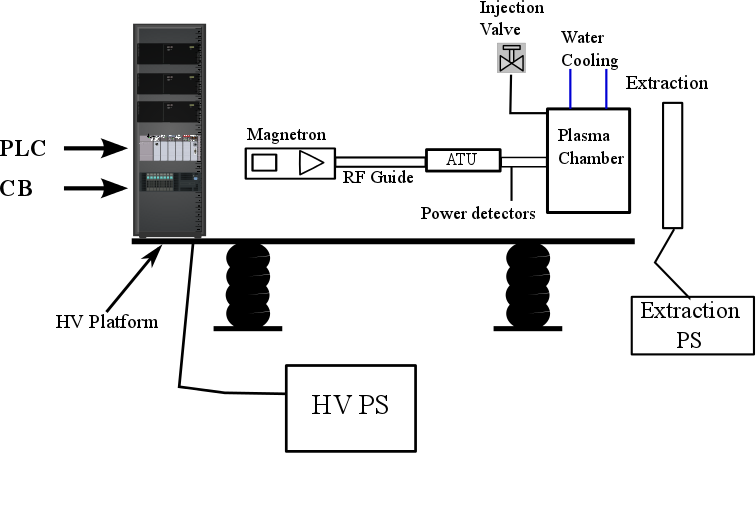 Injection
Valve
Water
Cooling
Extraction
PLC
Magnetron
Plasma
Chamber
ATU
RF Guide
CB
Power detectors
HV Platform
Extraction
PS
HV PS